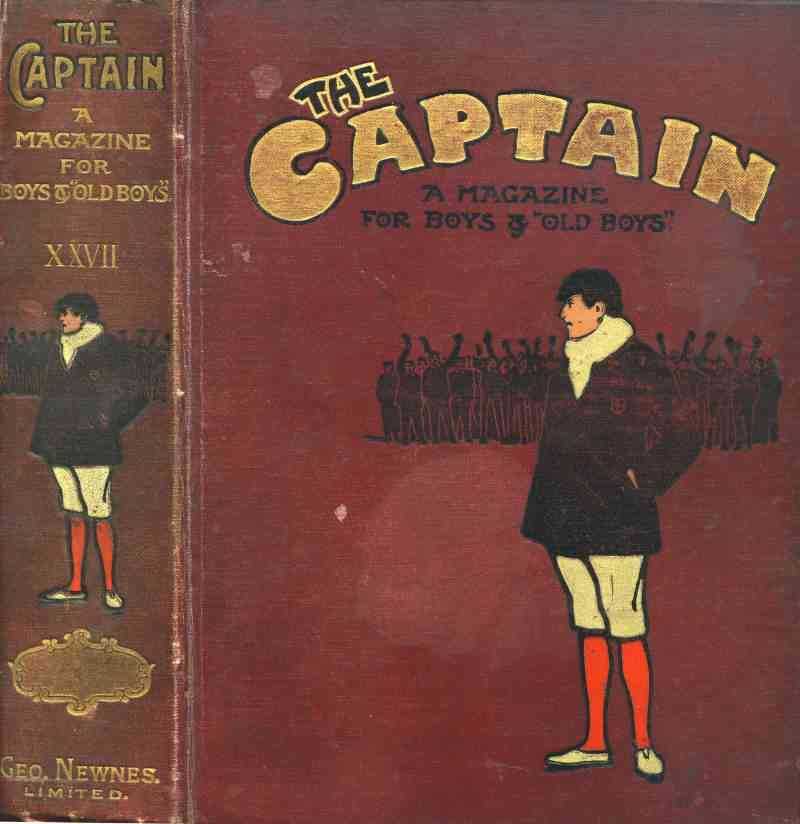 THE
CAPTAIN
A
MAGAZINE
FOR
BOYS & "OLD BOYS".
XXVII
GEO. NEWNES.
LIMITED.
THE
CAPTAIN
A MAGAZINE
FOR BOYS & "OLD BOYS".